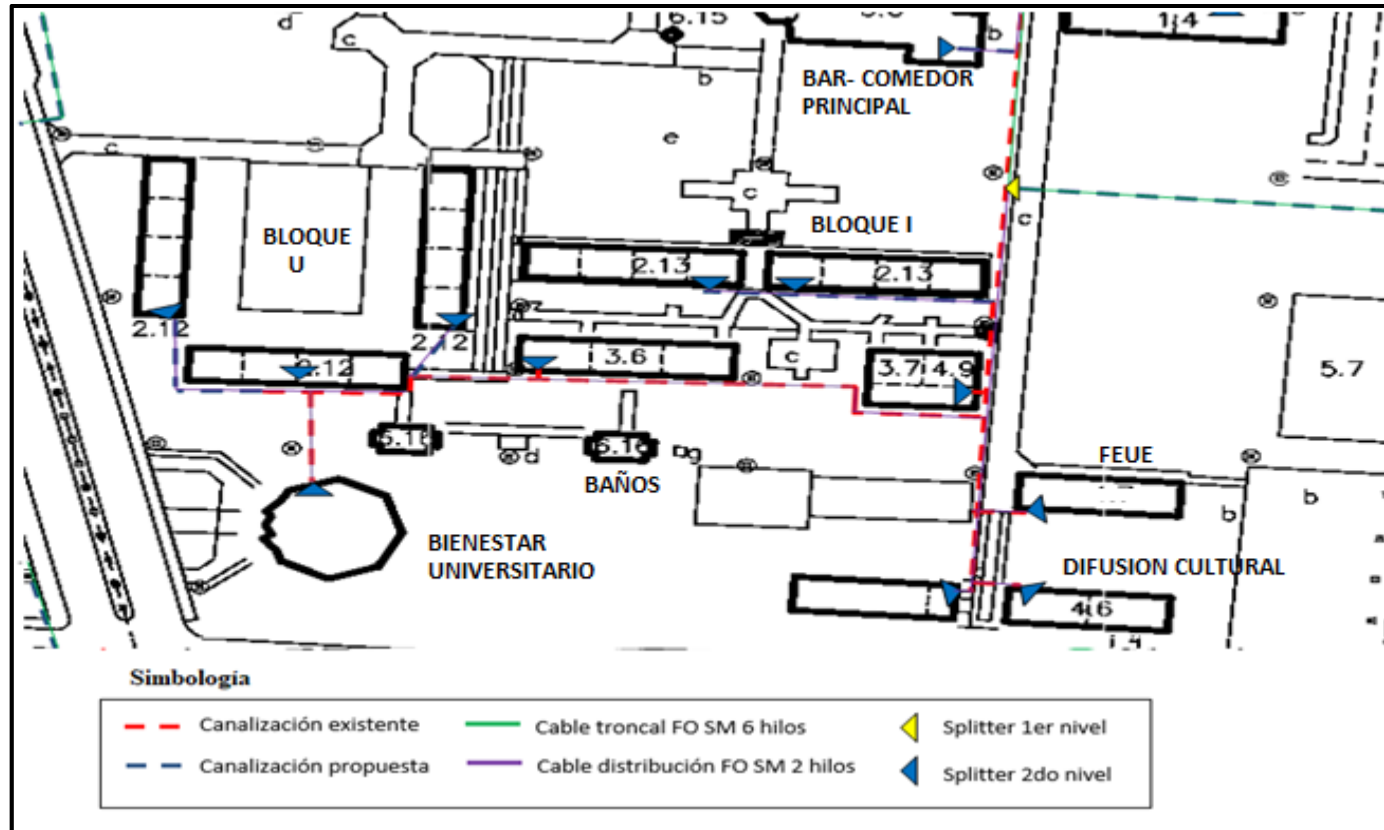 d
6.15
1.4
c
b
b
BAR- COMEDOR
PRINCIPAL
e
c
S
c
c
BLOQUE
U
BLOQUE I
2.13
2.13
2.12
2.12
3.6
c
3.7
4.9
5.7
d
BAÑOS
FEUE
b
b
BIENESTAR
UNIVERSITARIO
DIFUSION CULTURAL
4.6
Simbología
Canalización existente
Cable troncal FO SM 6 hilos
Splitter 1er nivel
Canalización propuesta
Cable distribución FO SM 2 hilos
Splitter 2do nivel